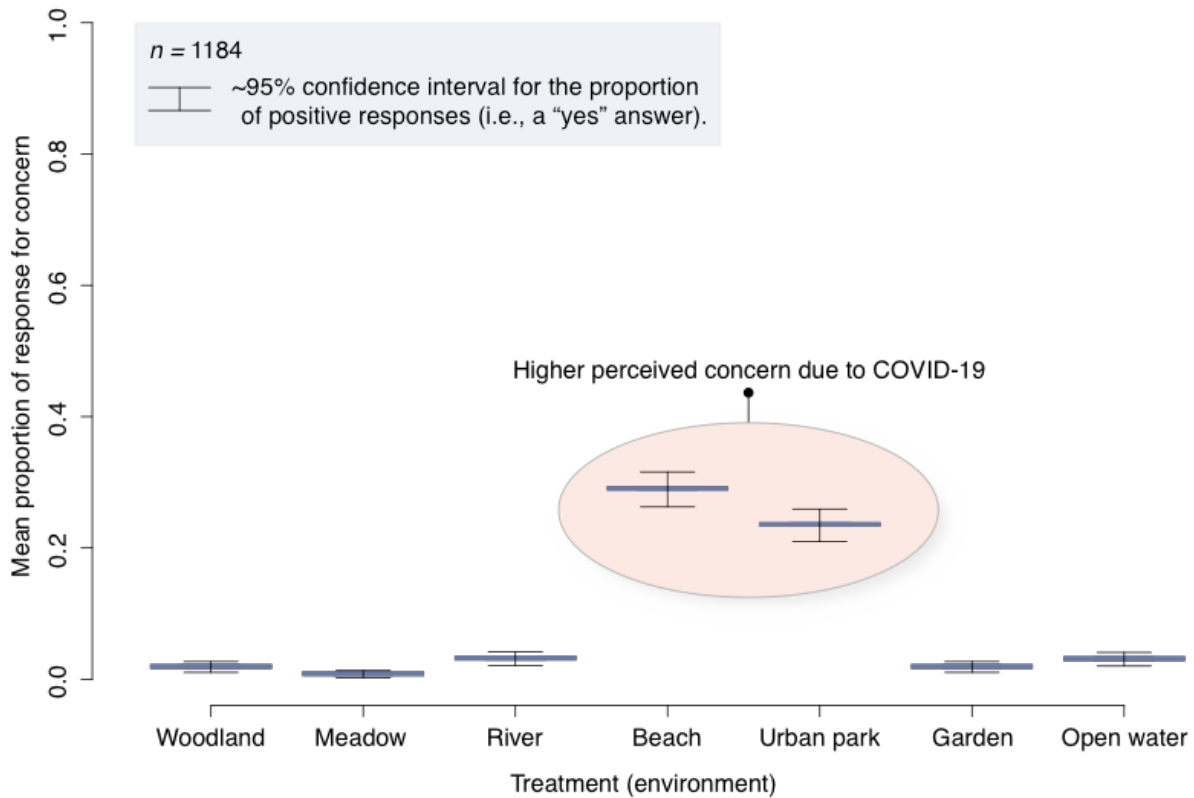 n = 1184
~95% confidence interval for the proportion
of positive responses (i.e., a “yes” answer).
Mean proportion of response for concern
1.0
0.8
0.6
0.4
0.2
0.0
Higher perceived concern due to COVID-19
Woodland Meadow River Beach Urban park Garden Open water
Treatment (environment)